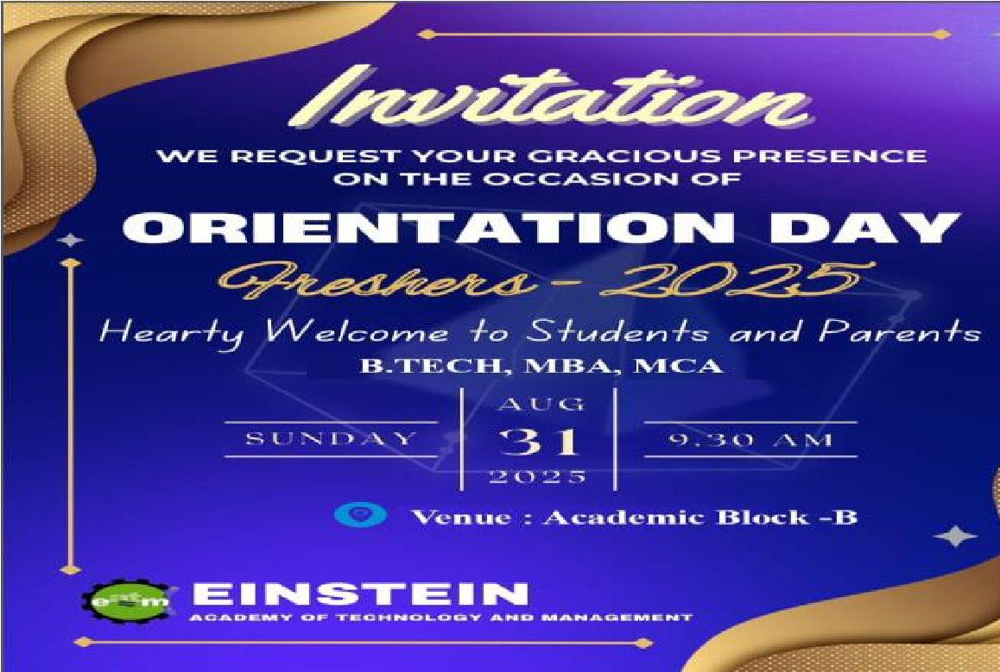 Invitation
WE REQUEST YOUR GRACIOUS PRESENCE
ON THE OCCASION OF
ORIENTATION DAY
Freshers - 2025
Hearty Welcome to Students and Parents
B.TECH, MBA, MCA
SUNDAY
AUG
31
2025
9.30 AM
Venue : Academic Block -B
eatm
EINSTEIN
ACADEMY OF TECHNOLOGY AND MANAGEMENT